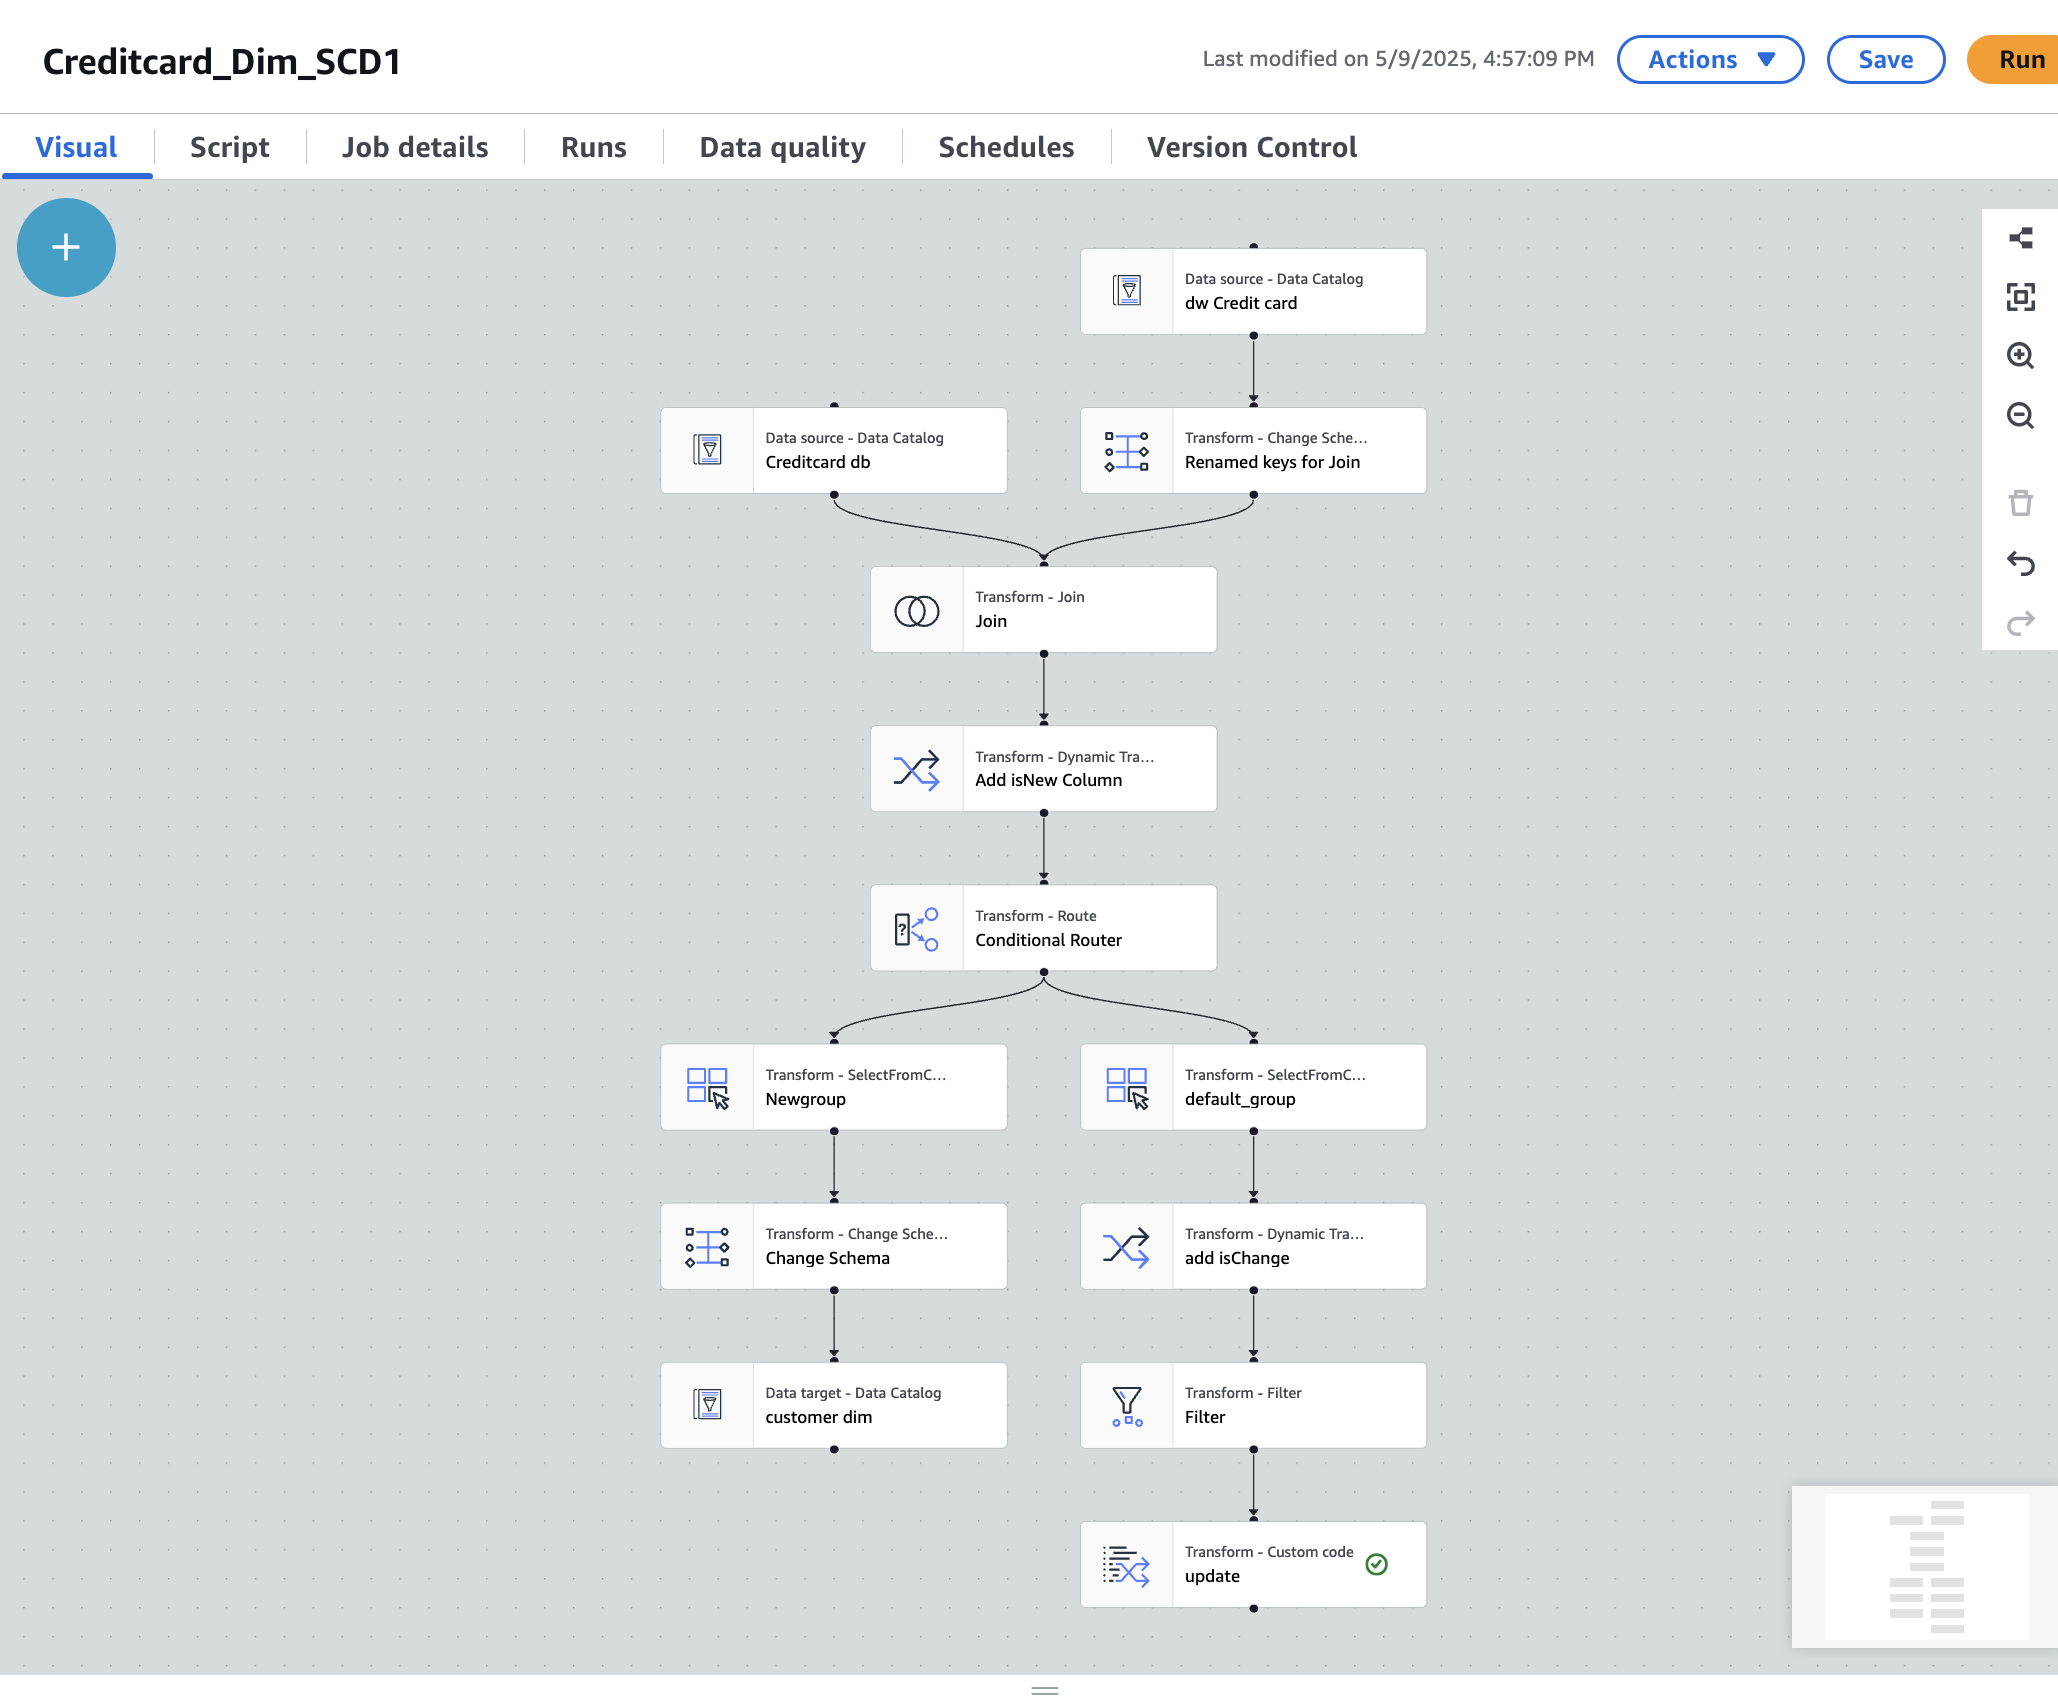 Creditcard_Dim_SCD1
Last modified on 5/9/2025, 4:57:09 PM
Actions
Save
Run
Visual
Script
Job details
Runs
Data quality
Schedules
Version Control
Data source - Data Catalog
dw Credit card
Data source - Data Catalog
Creditcard db
Transform - Change Sche...
Renamed keys for Join
Transform - Join
Join
Transform - Dynamic Tra...
Add isNew Column
Transform - Route
Conditional Router
Transform - SelectFromC...
Newgroup
Transform - SelectFromC...
default_group
Transform - Change Sche...
Change Schema
Transform - Dynamic Tra...
add isChange
Data target - Data Catalog
customer dim
Transform - Filter
Filter
Transform - Custom code
update